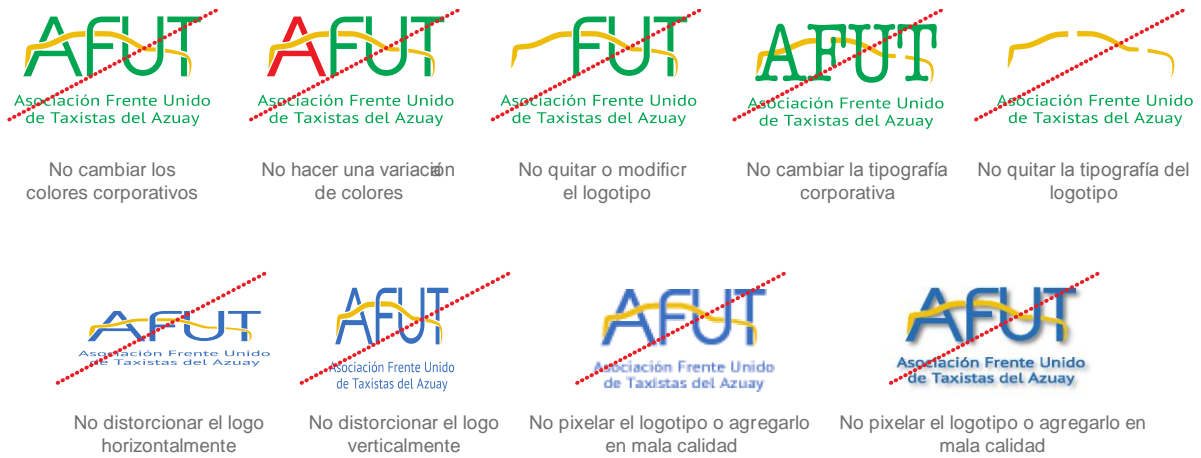 AFUT
Asociación Frente Unido
de Taxistas del Azuay
No cambiar los
colores corporativos
AFUT
Asociación Frente Unido
de Taxistas del Azuay
No hacer una variación
de colores
FUT
Asociación Frente Unido
de Taxistas del Azuay
No quitar o modificr
el logotipo
AFUT
Asociación Frente Unido
de Taxistas del Azuay
No cambiar la tipografía
corporativa
Asociación Frente Unido
de Taxistas del Azuay
No quitar la tipografía del
logotipo
AFUT
Asociación Frente Unido
de Taxistas del Azuay
No distorcionar el logo
horizontalmente
AFUT
Asociación Frente Unido
de Taxistas del Azuay
No distorcionar el logo
verticalmente
AFUT
Asociación Frente Unido
de Taxistas del Azuay
No pixelar el logotipo o agregarlo
en mala calidad
AFUT
Asociación Frente Unido
de Taxistas del Azuay
No pixelar el logotipo o agregarlo en
mala calidad